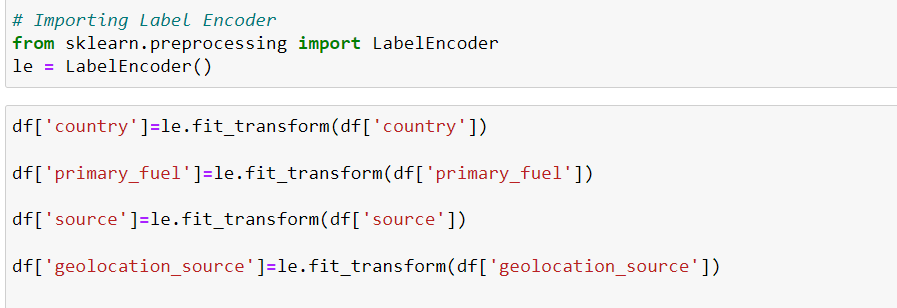 # Importing Label Encoder
from sklearn.preprocessing import LabelEncoder
le = LabelEncoder()
df['country']=le.fit_transform(df['country'])
df['primary_fuel']=le.fit_transform(df['primary_fuel'])
df['source']=le.fit_transform(df['source'])
df['geolocation_source']=le.fit_transform(df['geolocation_source'])